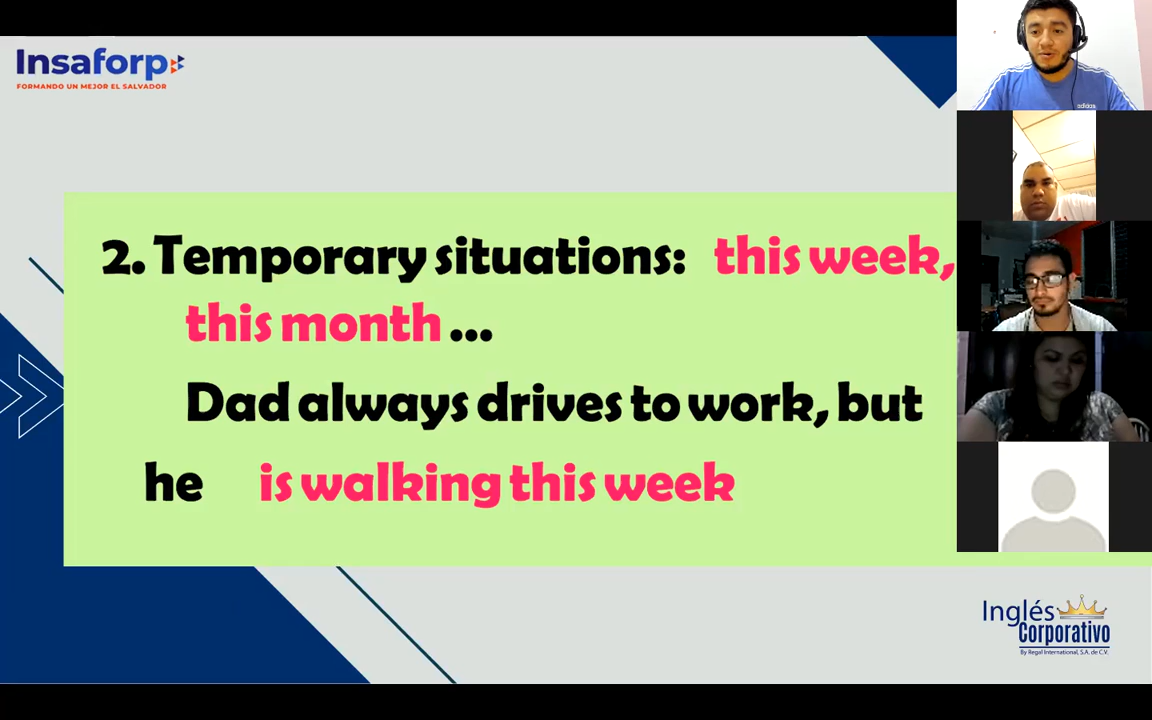 Insaforp
FORMANDO UN MEJOR EL SALVADOR
adidas
2. Temporary situations: this week,
this month ...
Dad always drives to work, but
he is walking this week
Inglés
Corporativo
By Regal International, S.A. de C.V.